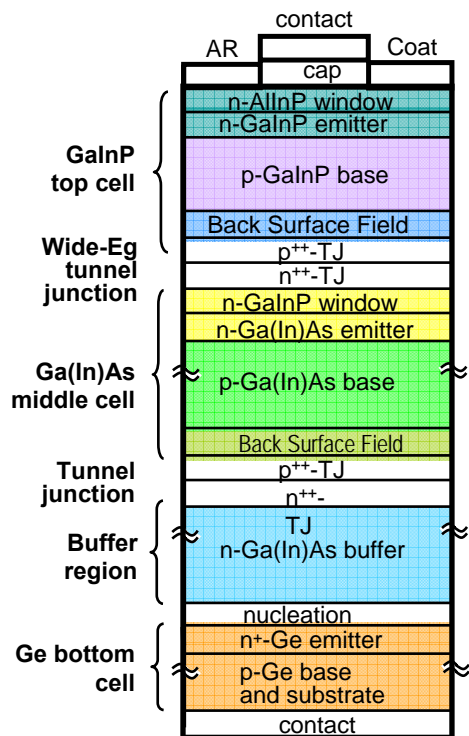 contact
AR
Coat
cap
n-AlInP window
n-GaInP emitter
GaInP
top cell
p-GaInP base
Back Surface Field
Wide-Eg
tunnel
junction
p++-TJ
n++-TJ
n-GaInP window
n-Ga(In)As emitter
Ga(In)As
middle cell
p-Ga(In)As base
Back Surface Field
Tunnel
junction
p++-TJ
n++-
TJ
Buffer
region
n-Ga(In)As buffer
nucleation
n+-Ge emitter
Ge bottom
cell
p-Ge base
and substrate
contact